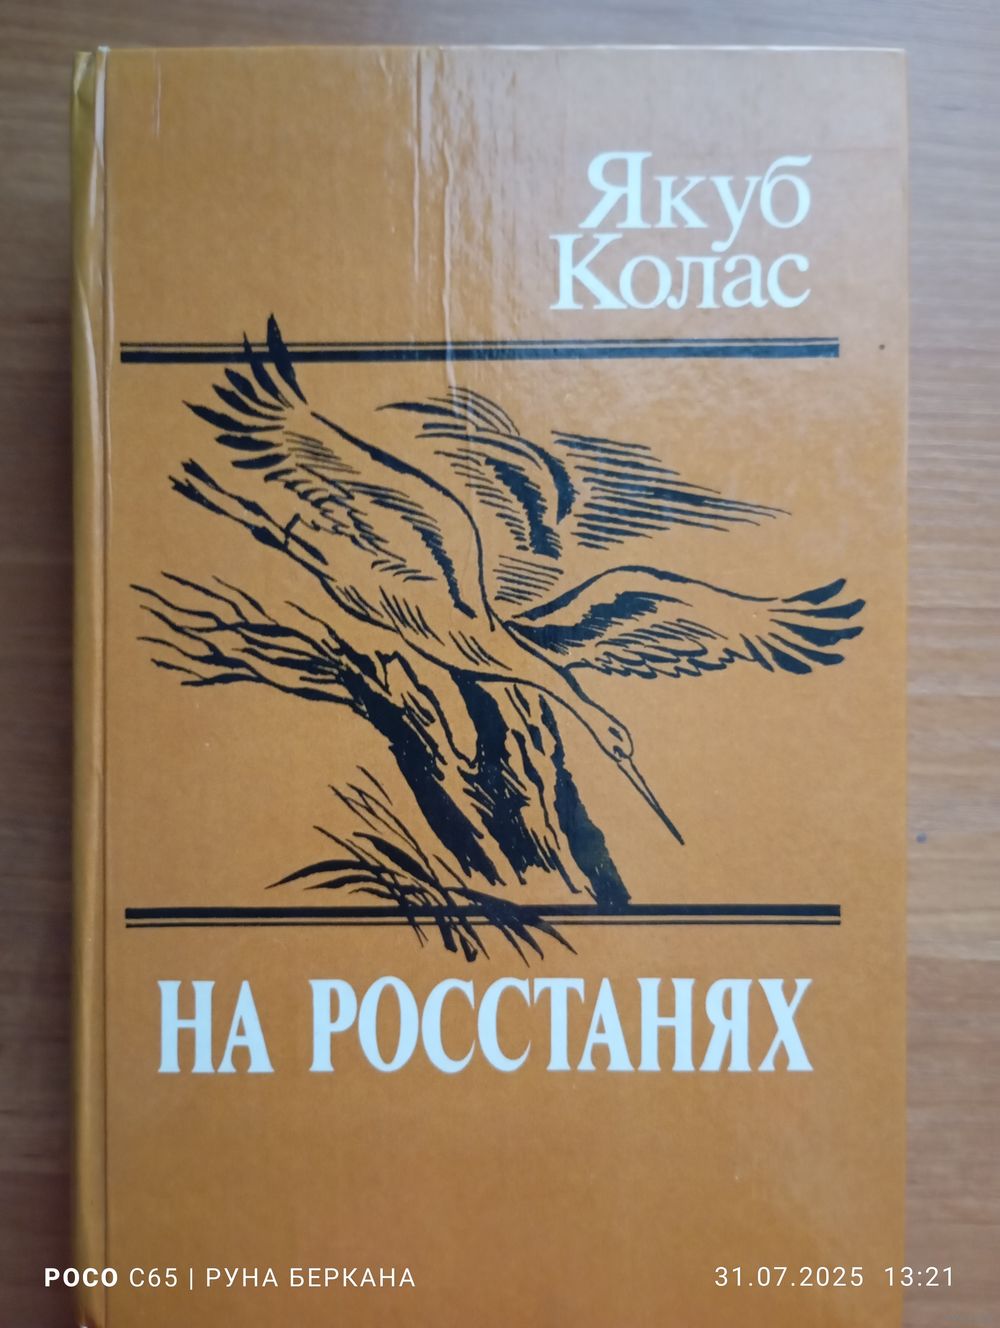 Якуб
Колас
НА РОССТАНЯХ
POCO C65 | РУНА БЕРКАНА
31.07.2025 13:21